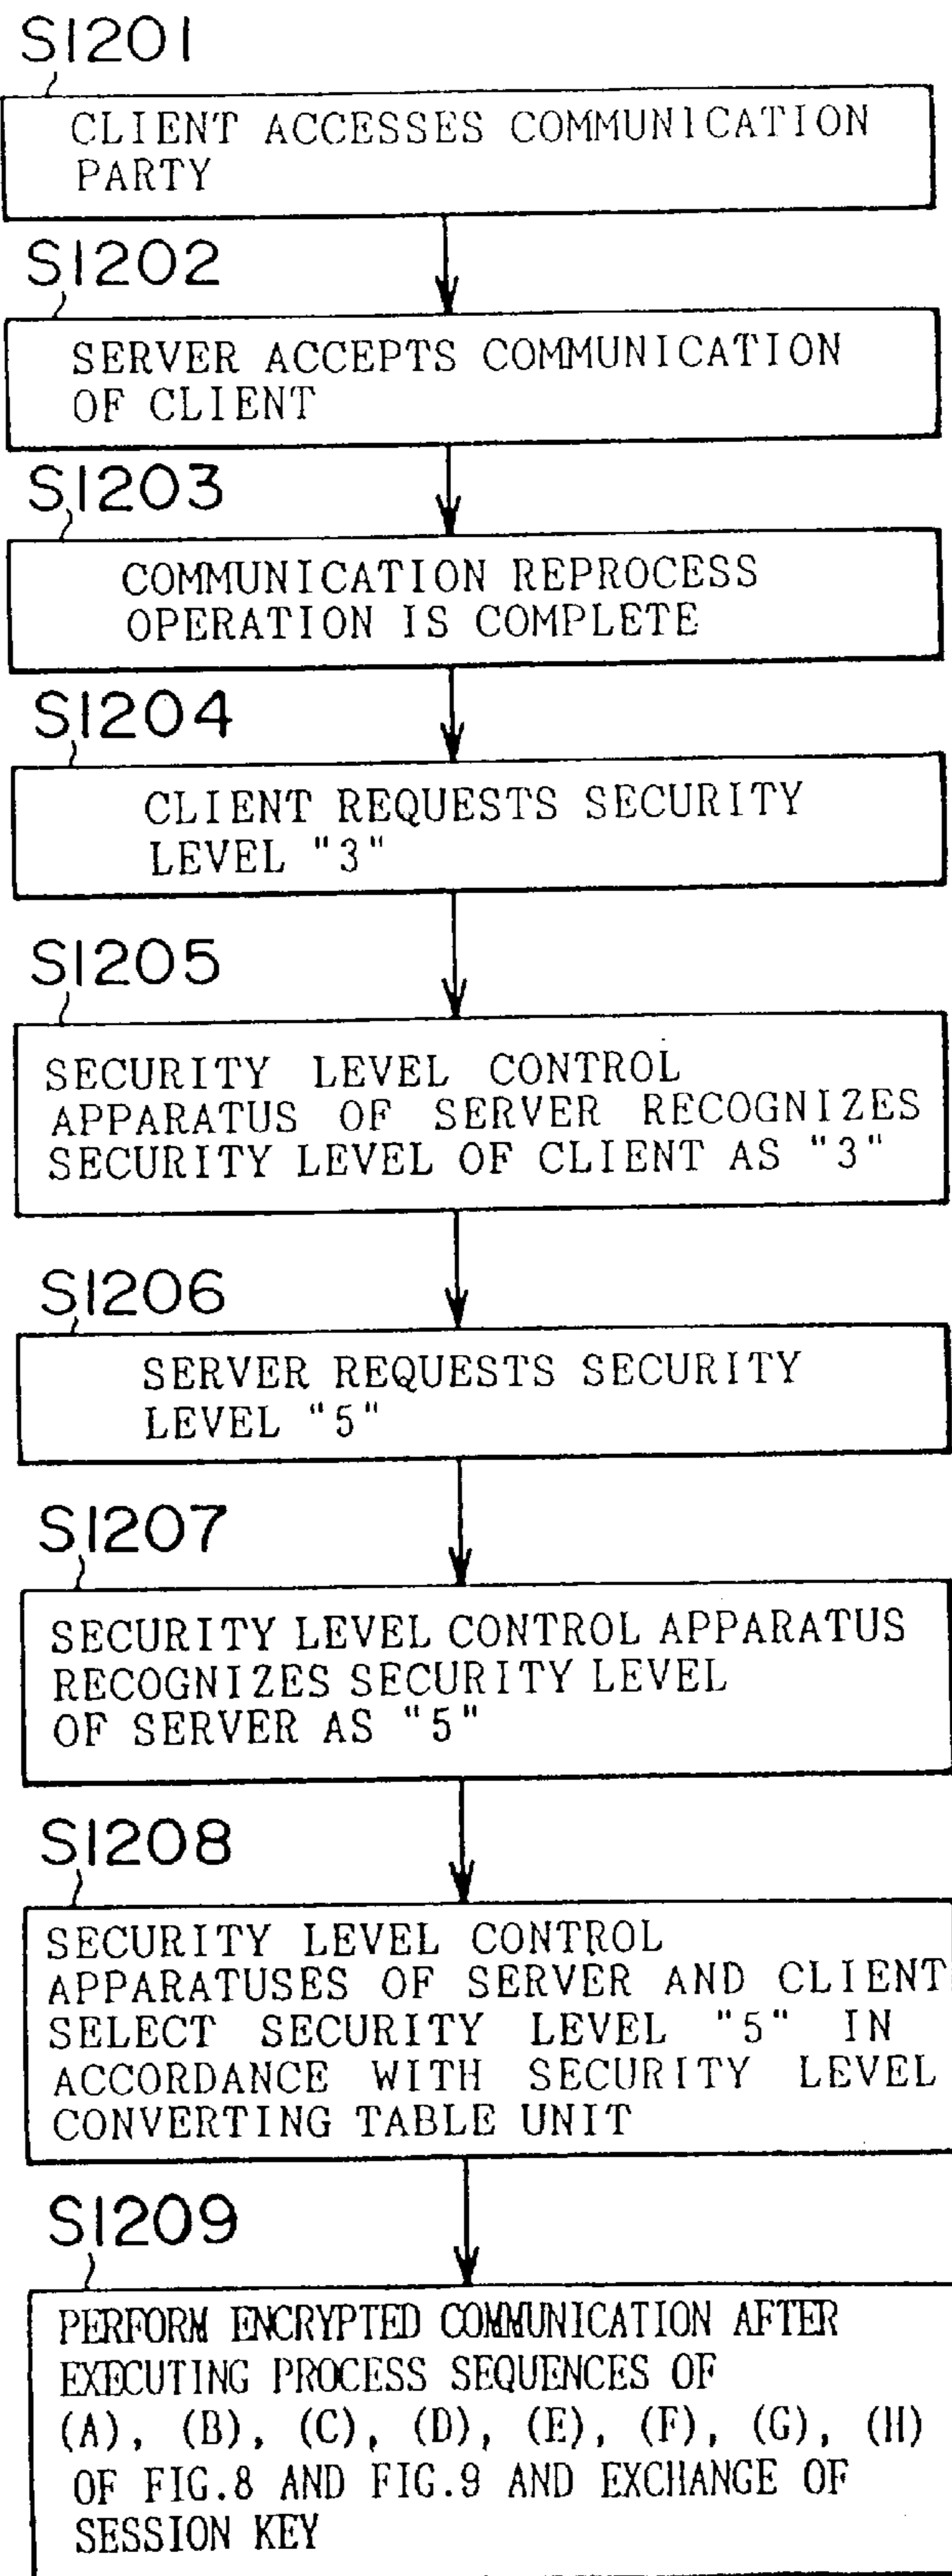 S1201
CLIENT ACCESSES COMMUNICATION
PARTY
S1202
SERVER ACCEPTS COMMUNICATION
OF CLIENT
S1203
COMMUNICATION REPROCESS
OPERATION IS COMPLETE
S1204
CLIENT REQUESTS SECURITY
LEVEL "3"
S1205
SECURITY LEVEL CONTROL
APPARATUS OF SERVER RECOGNIZES
SECURITY LEVEL OF CLIENT AS "3"
S1206
SERVER REQUESTS SECURITY
LEVEL "5"
S1207
SECURITY LEVEL CONTROL APPARATUS
RECOGNIZES SECURITY LEVEL
OF SERVER AS "5"
S1208
SECURITY LEVEL CONTROL
APPARATUSES OF SERVER AND CLIENT
SELECT SECURITY LEVEL "5" IN
ACCORDANCE WITH SECURITY LEVEL
CONVERTING TABLE UNIT
S1209
PERFORM ENCRYPTED COMMUNICATION AFTER
EXECUTING PROCESS SEQUENCES OF
(A), (B), (C), (D), (E), (F), (G), (H)
OF FIG.8 AND FIG.9 AND EXCHANGE OF
SESSION KEY